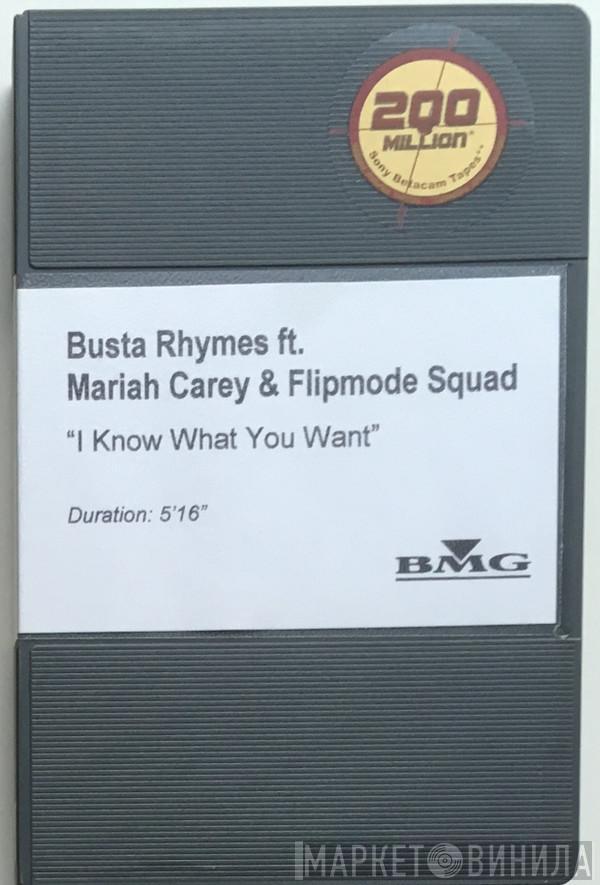 200
MILLION*
Sony Betacam Tapes**
Busta Rhymes ft.
Mariah Carey & Flipmode Squad
“I Know What You Want”
Duration: 5’16”
BMG
МАРКЕТ ВИНИЛА